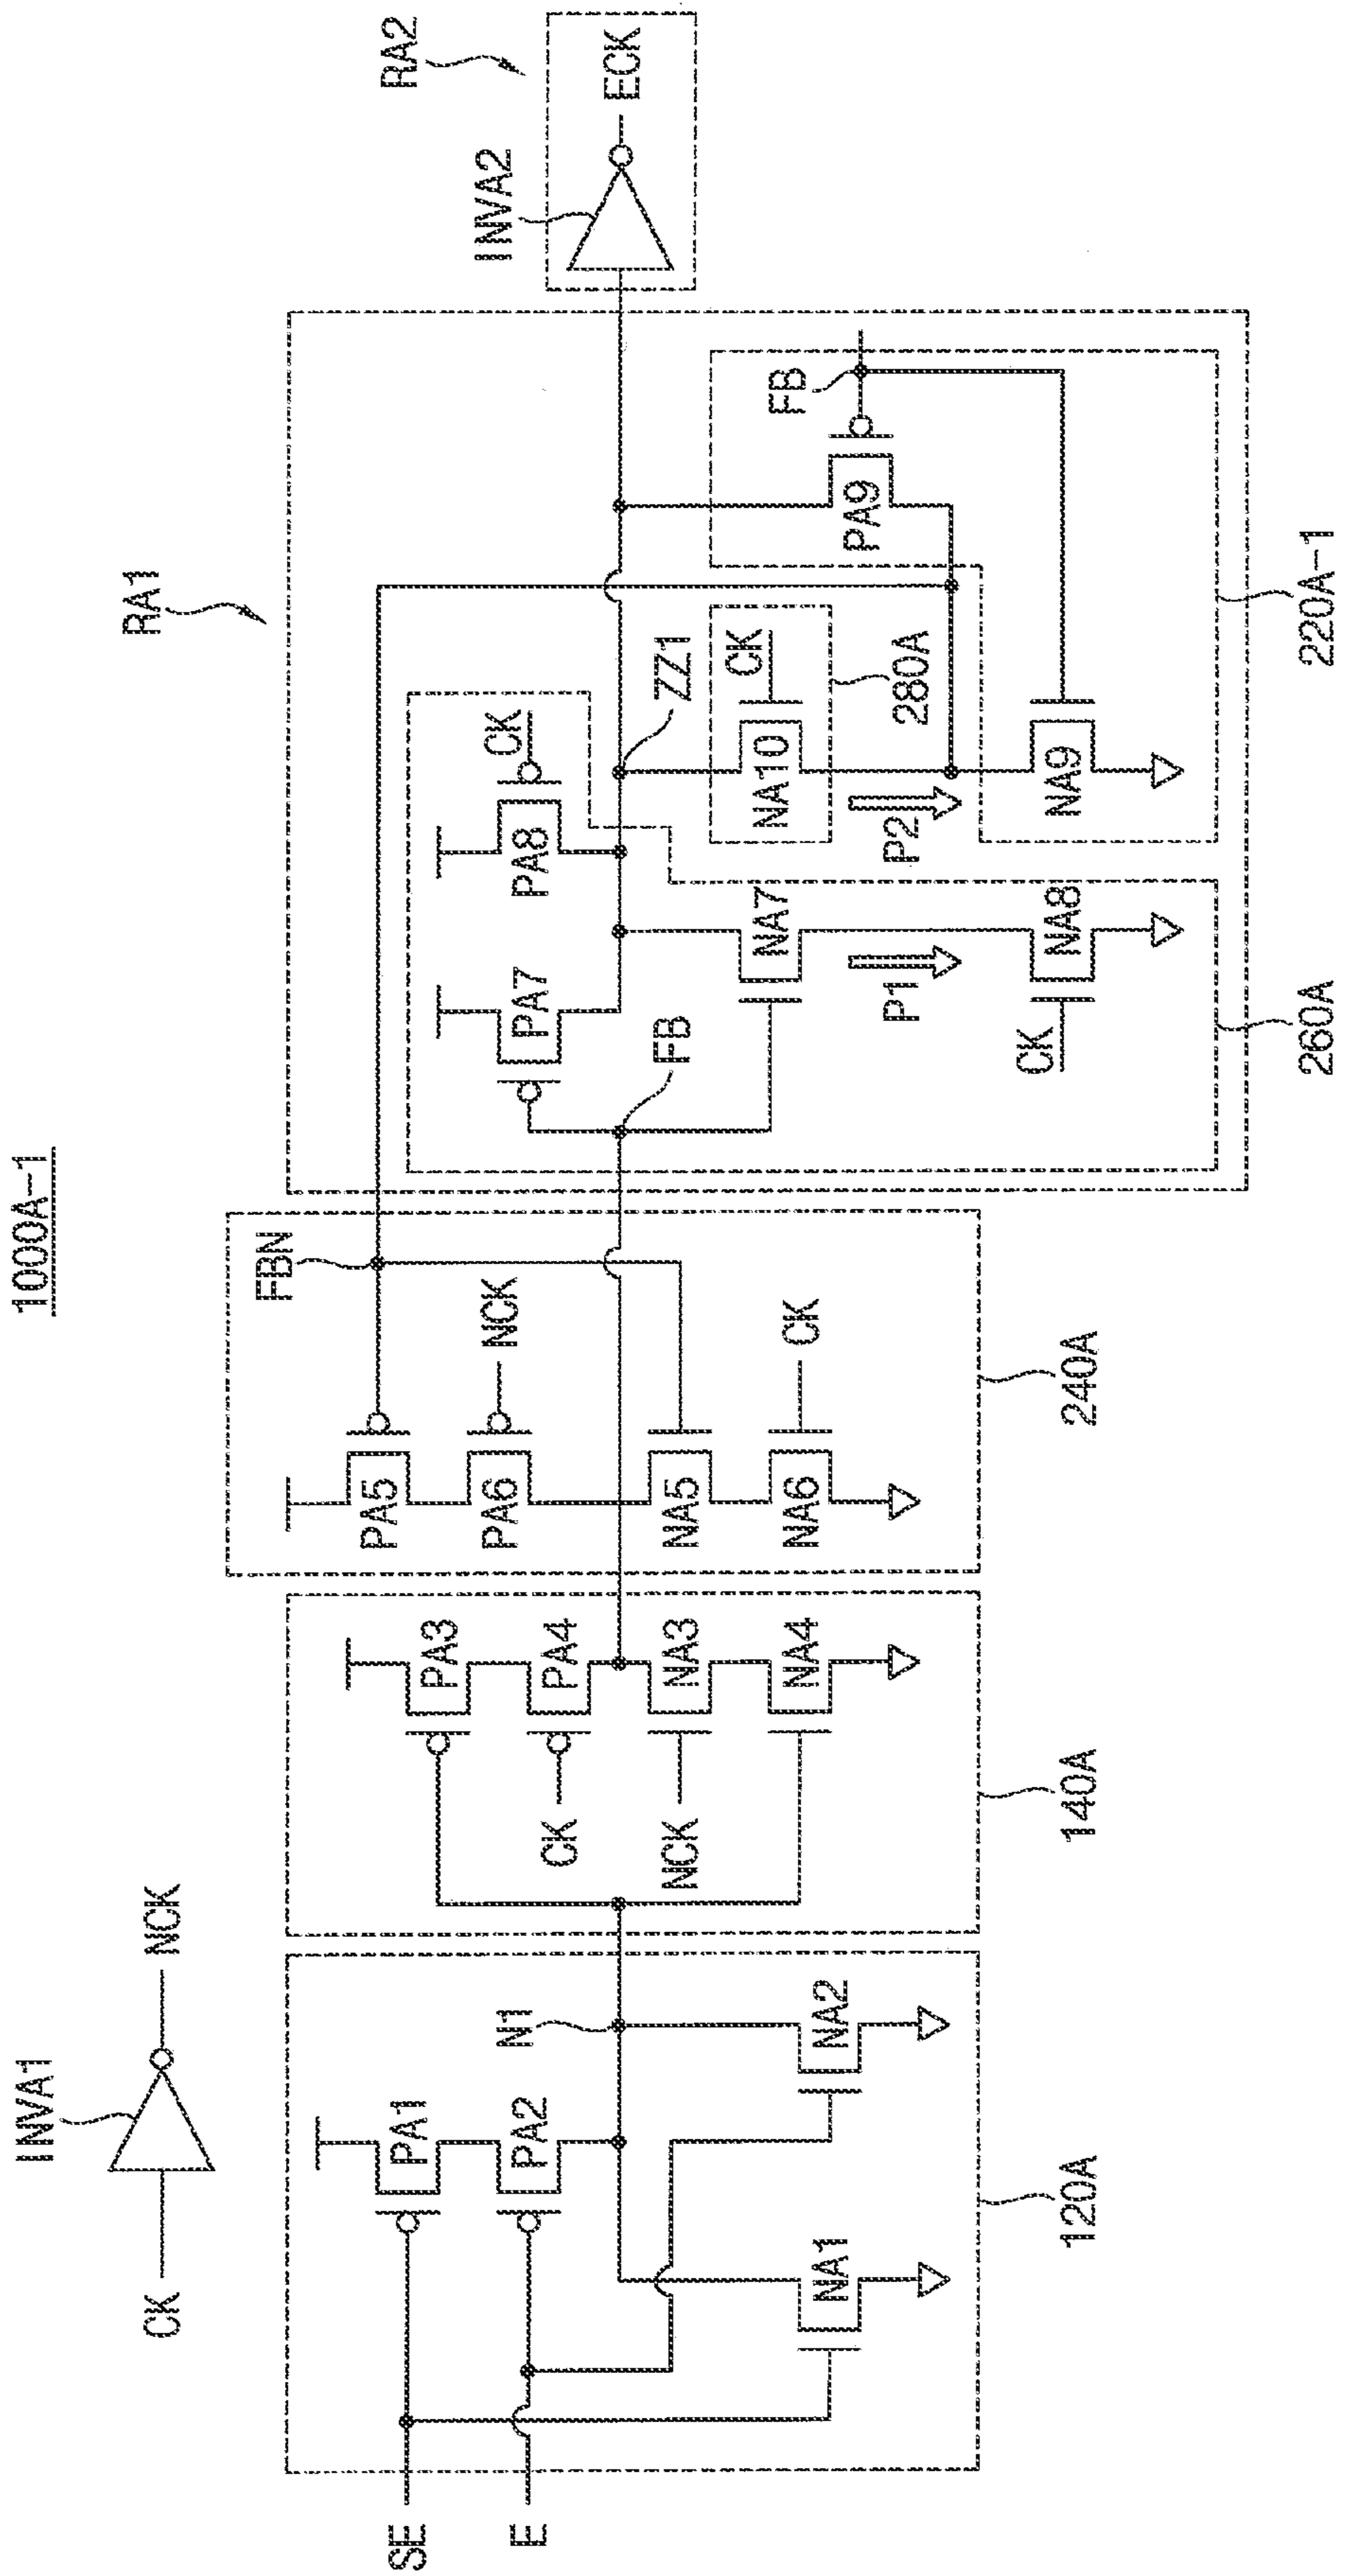 1000A-1
INVA1
CK
NCK
RA1
RA2
SE
E
PA1
PA2
N1
NA1
NA2
120A
PA3
PA4
CK
NCK
NA3
NA4
140A
FBN
PA5
PA6
NCK
NA5
NA6
CK
240A
FB
PA7
PA8
CK
NA7
P1
CK
NA8
260A
ZZ1
NA10
CK
280A
P2
NA9
PA9
FB
220A-1
INVA2
ECK